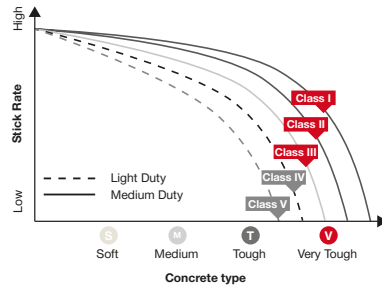 High
Stick Rate
Low
Class I
Class II
Class III
Class IV
Class V
Light Duty
Medium Duty
S M T V
Soft Medium Tough Very Tough
Concrete type